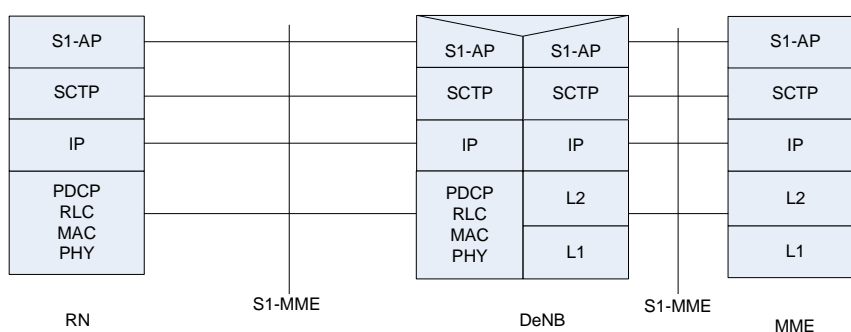 S1-AP
SCTP
IP
PDCP
RLC
MAC
PHY
RN
S1-MME
S1-AP
S1-AP
SCTP
SCTP
IP
IP
PDCP
RLC
MAC
PHY
L2
L1
DeNB
S1-MME
S1-AP
SCTP
IP
L2
L1
MME